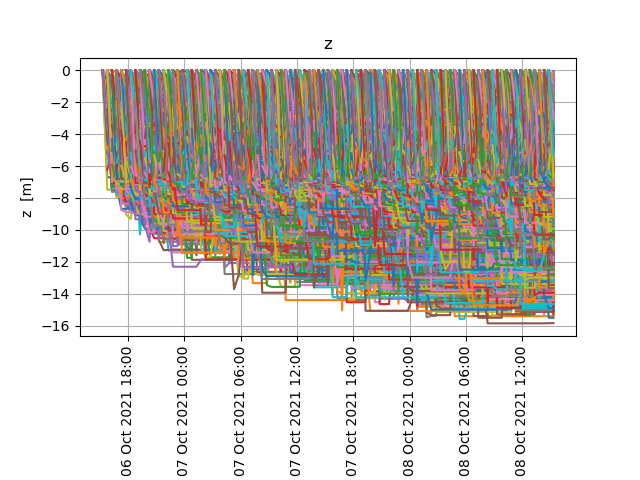 z
0
−2
−4
−6
−8
−10
−12
−14
−16
z [m]
06 Oct 2021 18:00
07 Oct 2021 00:00
07 Oct 2021 06:00
07 Oct 2021 12:00
07 Oct 2021 18:00
08 Oct 2021 00:00
08 Oct 2021 06:00
08 Oct 2021 12:00